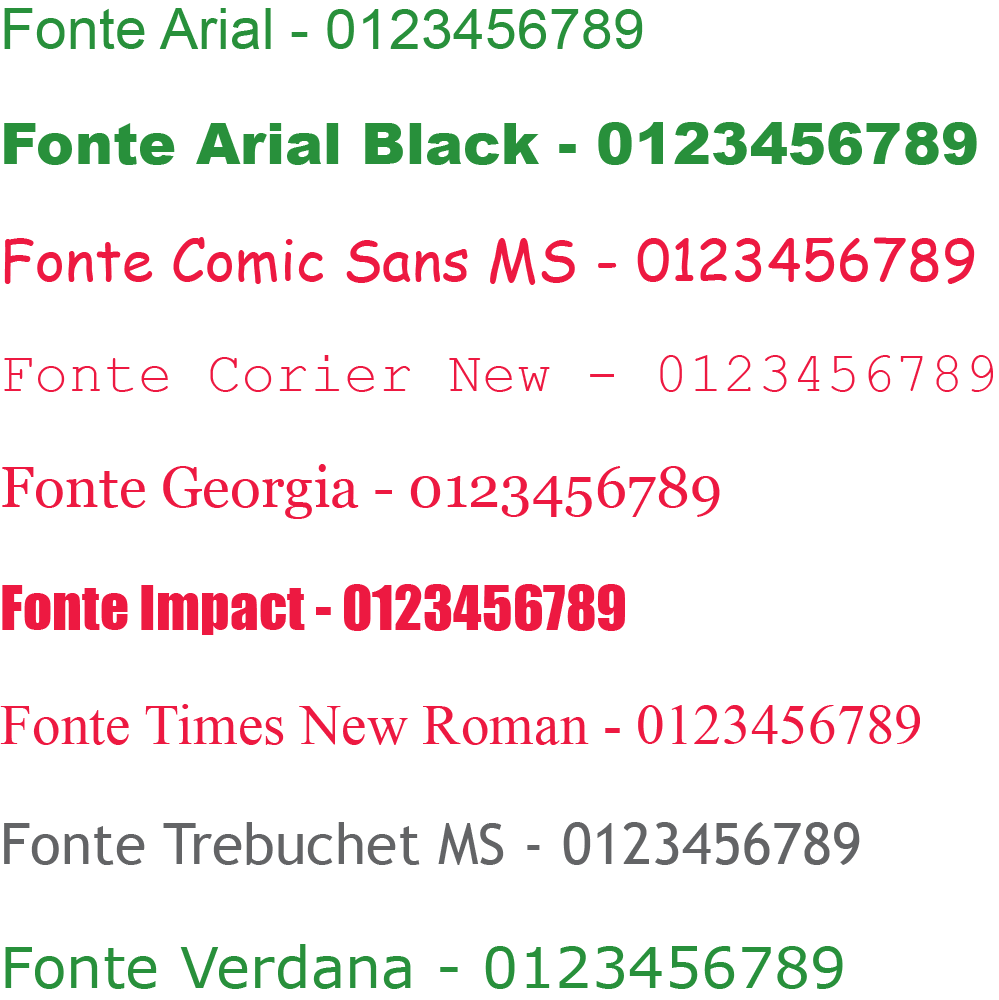 Fonte Arial - 0123456789
Fonte Arial Black - 0123456789
Fonte Comic Sans MS - 0123456789
Fonte Corier New - 0123456789
Fonte Georgia - 0123456789
Fonte Impact - 0123456789
Fonte Times New Roman - 0123456789
Fonte Trebuchet MS - 0123456789
Fonte Verdana - 0123456789